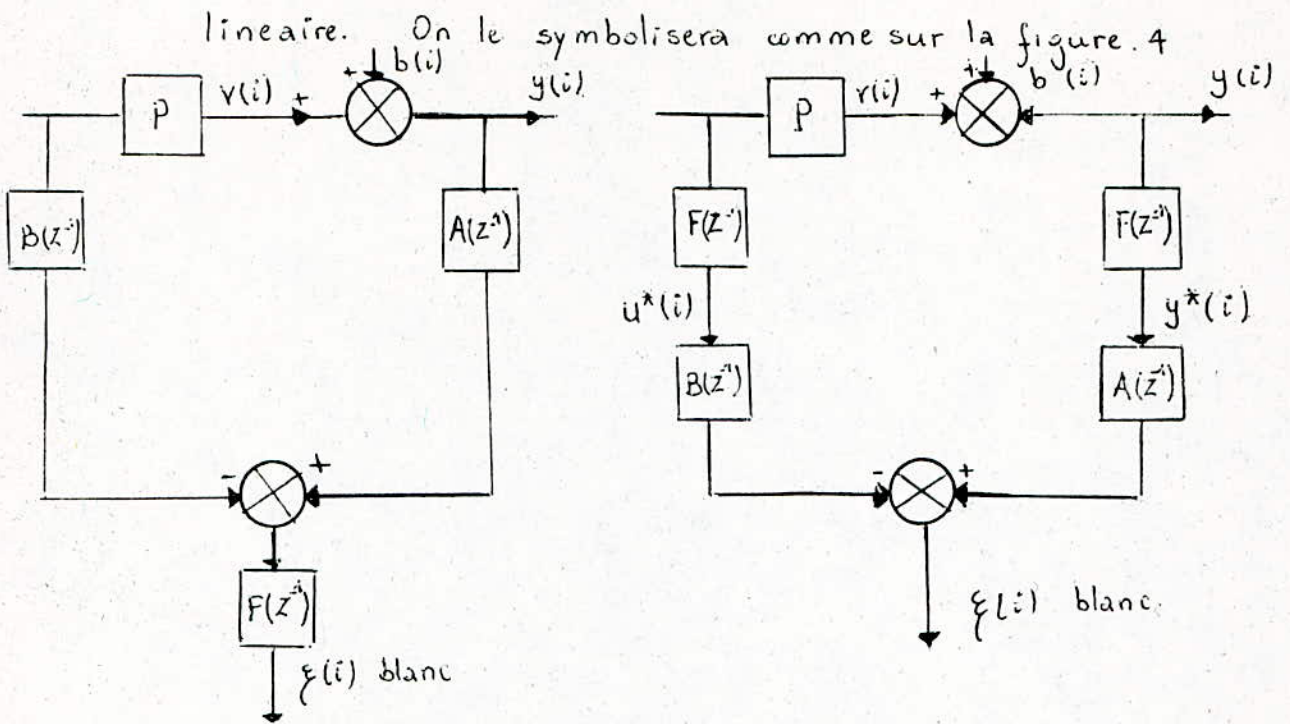 lineaire. On le symbolisera comme sur la figure. 4
+ b(i) + b(i)
P v(i) + y(i) P v(i) + y(i)
B(z⁻¹) A(z⁻¹) F(z⁻¹) F(z⁻¹)
u*(i) y*(i)
B(z⁻¹) A(z⁻¹)
- + - +
F(z⁻¹)
ξ(i) blanc
ξ(i) blanc